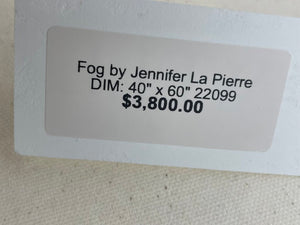 Fog by Jennifer La Pierre
DIM: 40" x 60" 22099
$3,800.00